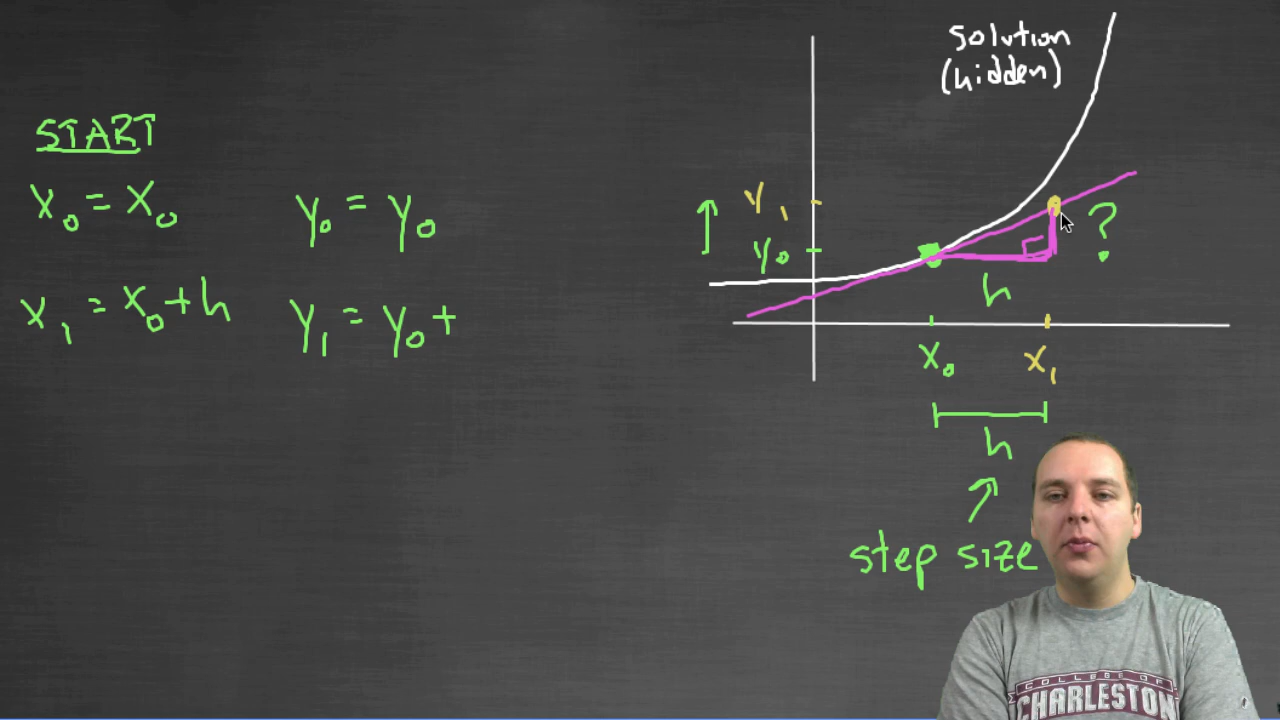 START
x₀ = x₀
y₀ = y₀
x₁ = x₀ + h
y₁ = y₀ +
solution
(hidden)
y₁
y₀
?
h
x₀
x₁
h
step size
COLLEGE OF
CHARLESTON